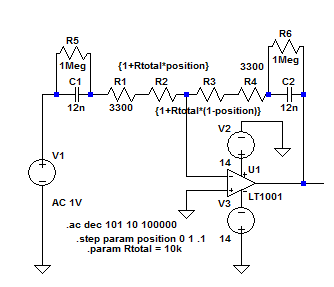 R5
1Meg
C1
12n
{1+Rtotal*position}
R1
3300
R2
R3
{1+Rtotal*(1-position)}
3300
R4
R6
1Meg
C2
12n
V1
AC 1V
V2
14
U1
LT1001
V3
14
.ac dec 101 10 100000
.step param position 0 1 .1
.param Rtotal = 10k